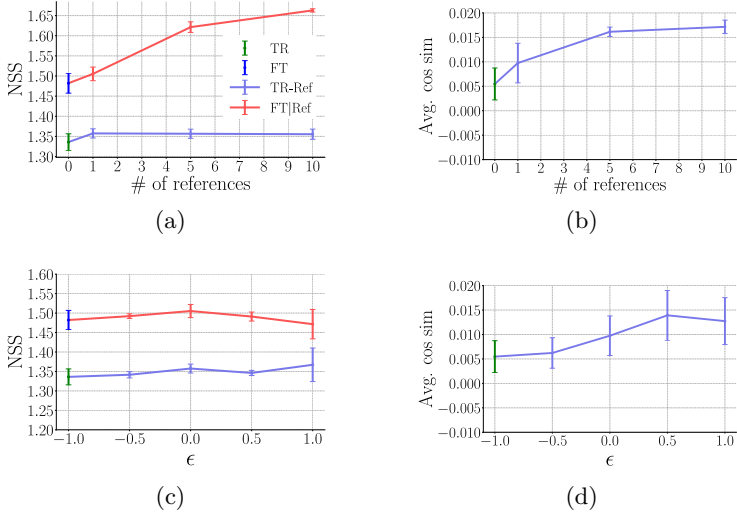 1.65
1.60
1.55
1.50
1.45
1.40
1.35
1.30
NSS
0 1 2 3 4 5 6 7 8 9 10
# of references
TR
FT
TR-Ref
FT|Ref
(a)
0.020
0.015
0.010
0.005
0.000
−0.005
−0.010
Avg. cos sim
0 1 2 3 4 5 6 7 8 9 10
# of references
(b)
1.60
1.55
1.50
1.45
1.40
1.35
1.30
1.25
1.20
NSS
−1.0 −0.5 0.0 0.5 1.0
ϵ
(c)
0.020
0.015
0.010
0.005
0.000
−0.005
−0.010
Avg. cos sim
−1.0 −0.5 0.0 0.5 1.0
ϵ
(d)